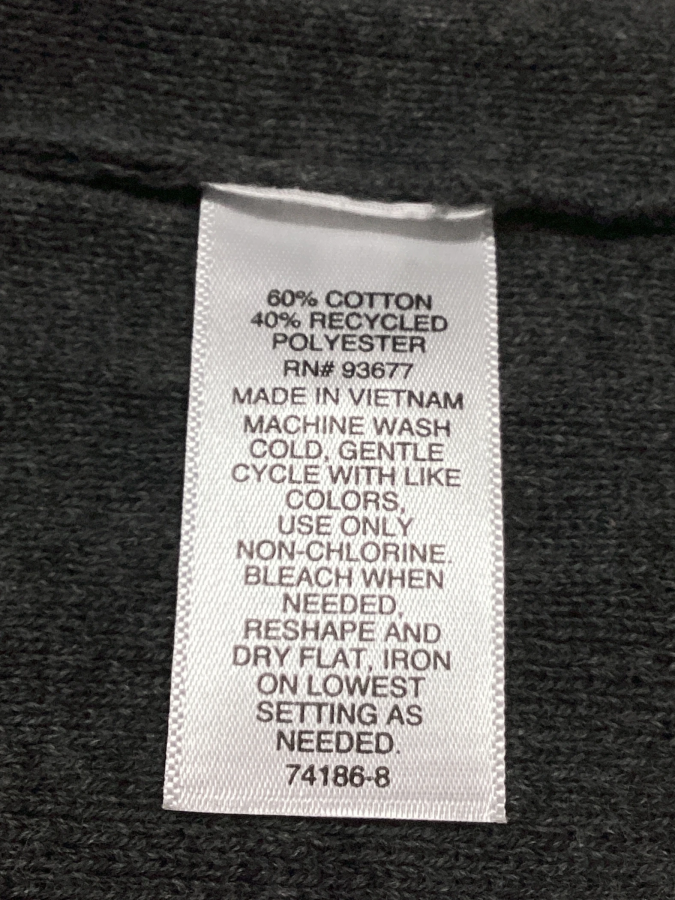 60% COTTON
40% RECYCLED
POLYESTER
RN# 93677
MADE IN VIETNAM
MACHINE WASH
COLD, GENTLE
CYCLE WITH LIKE
COLORS,
USE ONLY
NON-CHLORINE.
BLEACH WHEN
NEEDED,
RESHAPE AND
DRY FLAT, IRON
ON LOWEST
SETTING AS
NEEDED.
74186-8